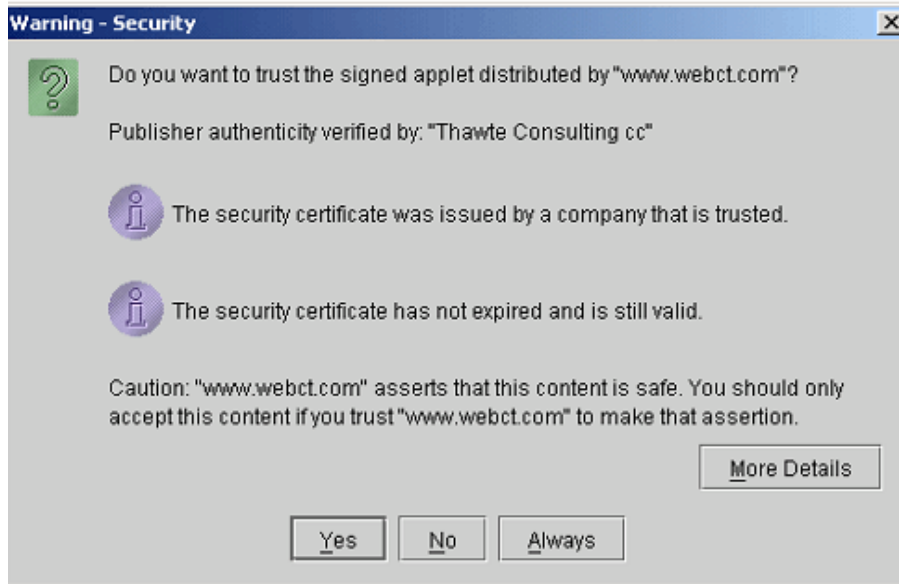 Warning - Security
Do you want to trust the signed applet distributed by "www.webct.com"?
Publisher authenticity verified by: "Thawte Consulting cc"
The security certificate was issued by a company that is trusted.
The security certificate has not expired and is still valid.
Caution: "www.webct.com" asserts that this content is safe. You should only
accept this content if you trust "www.webct.com" to make that assertion.
More Details
Yes No Always